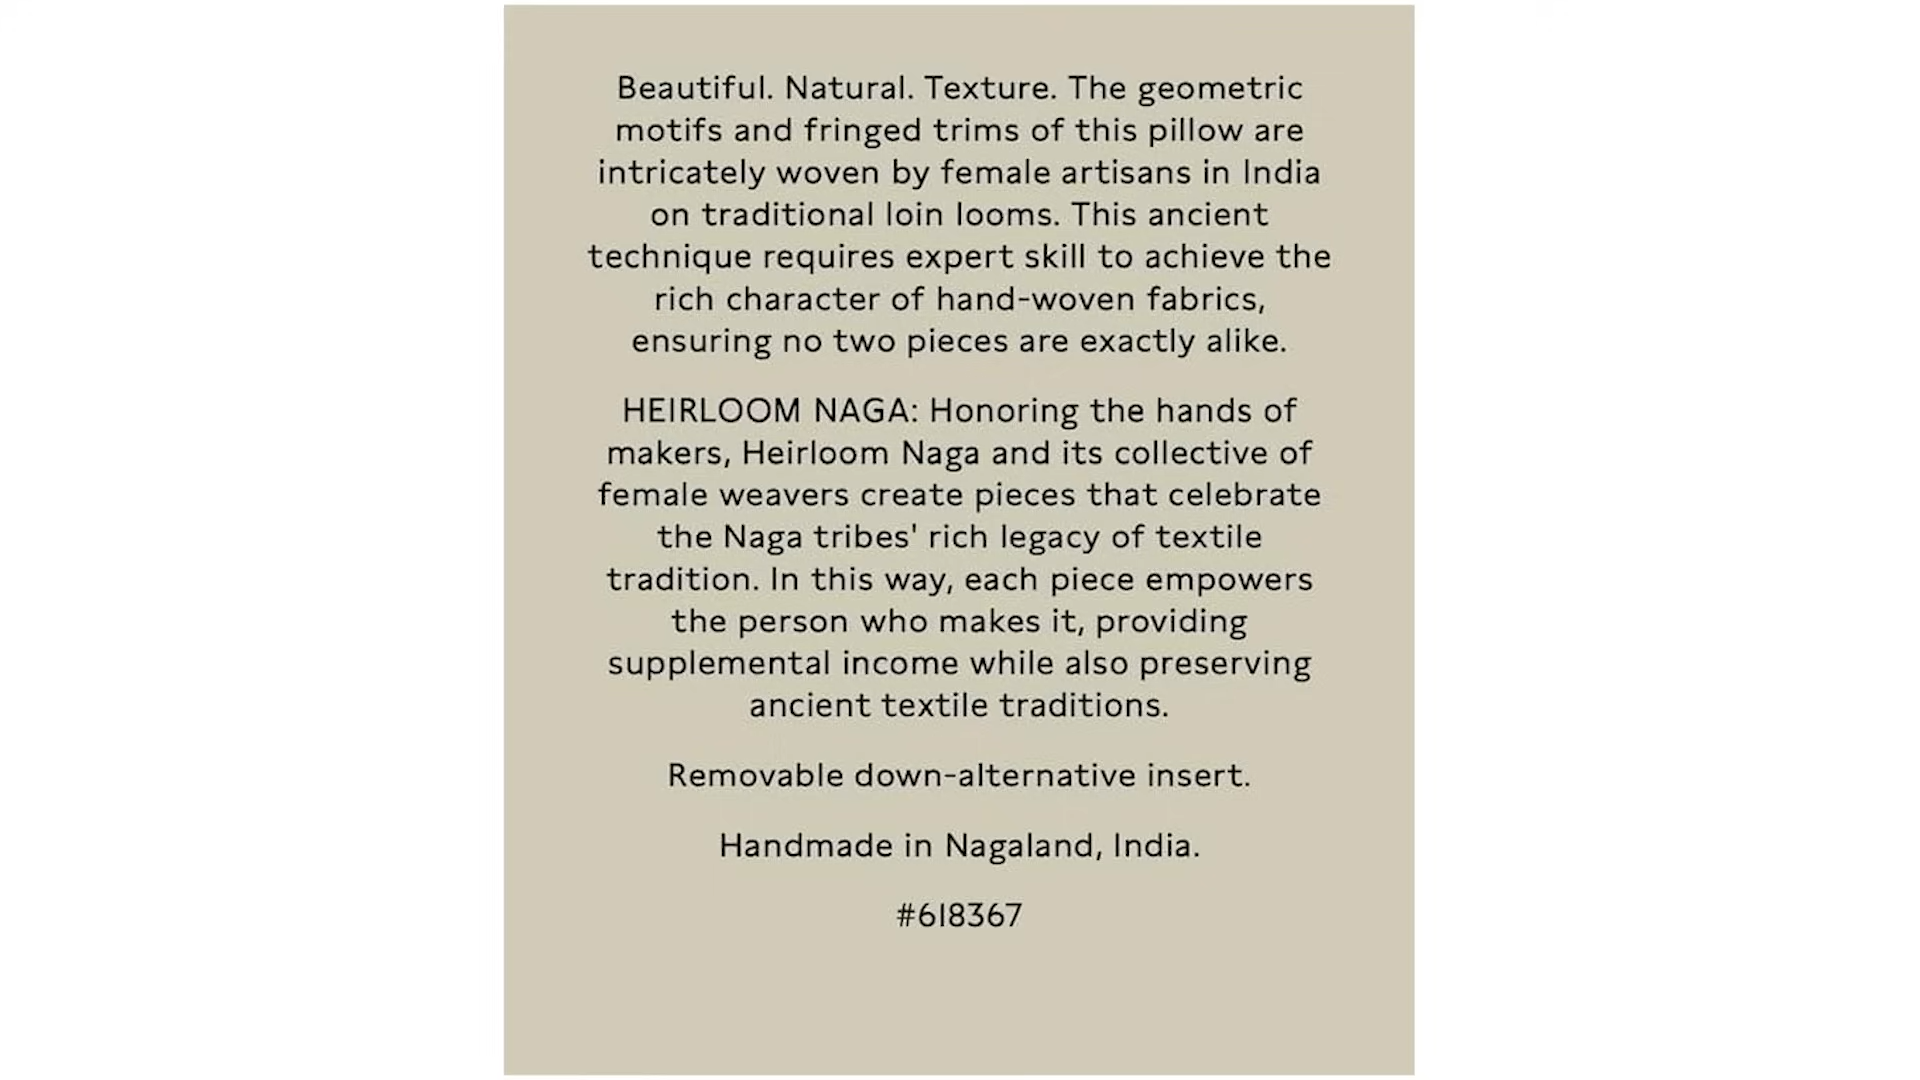 Beautiful. Natural. Texture. The geometric
motifs and fringed trims of this pillow are
intricately woven by female artisans in India
on traditional loin looms. This ancient
technique requires expert skill to achieve the
rich character of hand-woven fabrics,
ensuring no two pieces are exactly alike.
HEIRLOOM NAGA: Honoring the hands of
makers, Heirloom Naga and its collective of
female weavers create pieces that celebrate
the Naga tribes' rich legacy of textile
tradition. In this way, each piece empowers
the person who makes it, providing
supplemental income while also preserving
ancient textile traditions.
Removable down-alternative insert.
Handmade in Nagaland, India.
#618367